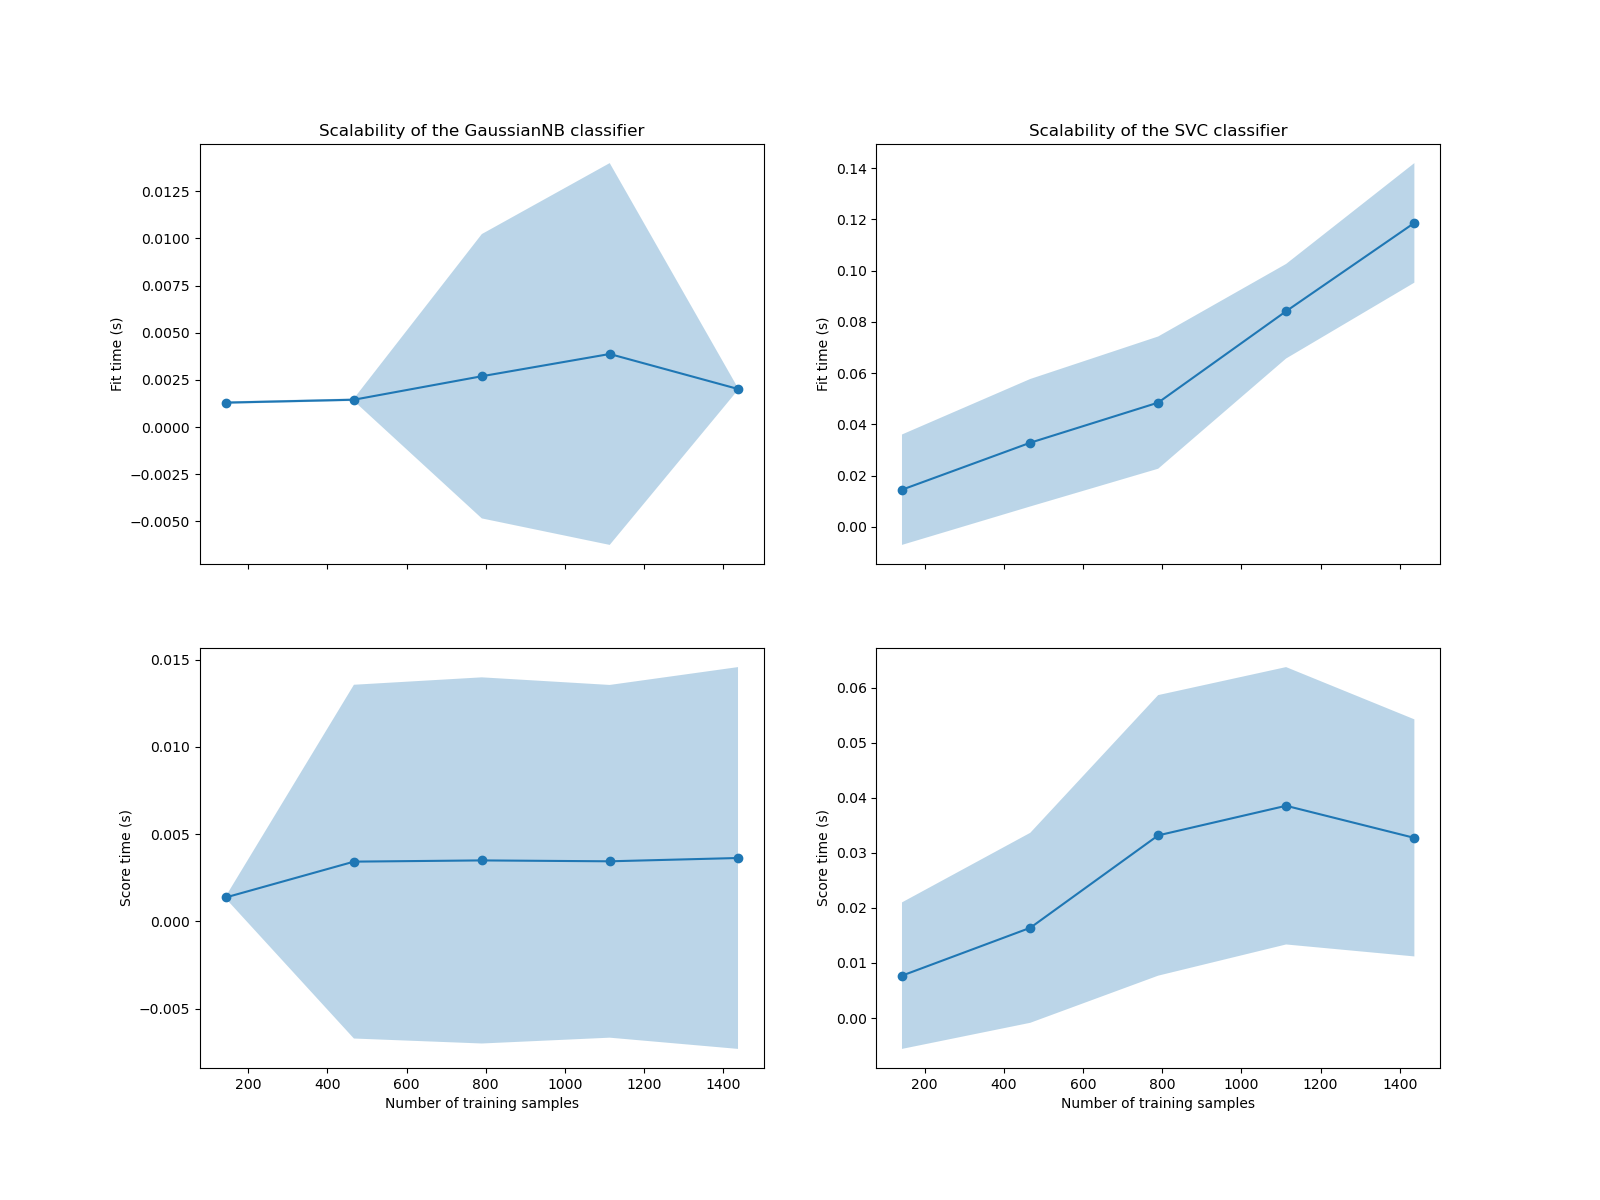 Scalability of the GaussianNB classifier
Scalability of the SVC classifier
0.0125
0.0100
0.0075
0.0050
0.0025
0.0000
−0.0025
−0.0050
Fit time (s)
0.14
0.12
0.10
0.08
0.06
0.04
0.02
0.00
Fit time (s)
0.015
0.010
0.005
0.000
−0.005
Score time (s)
200 400 600 800 1000 1200 1400
Number of training samples
0.06
0.05
0.04
0.03
0.02
0.01
0.00
Score time (s)
200 400 600 800 1000 1200 1400
Number of training samples